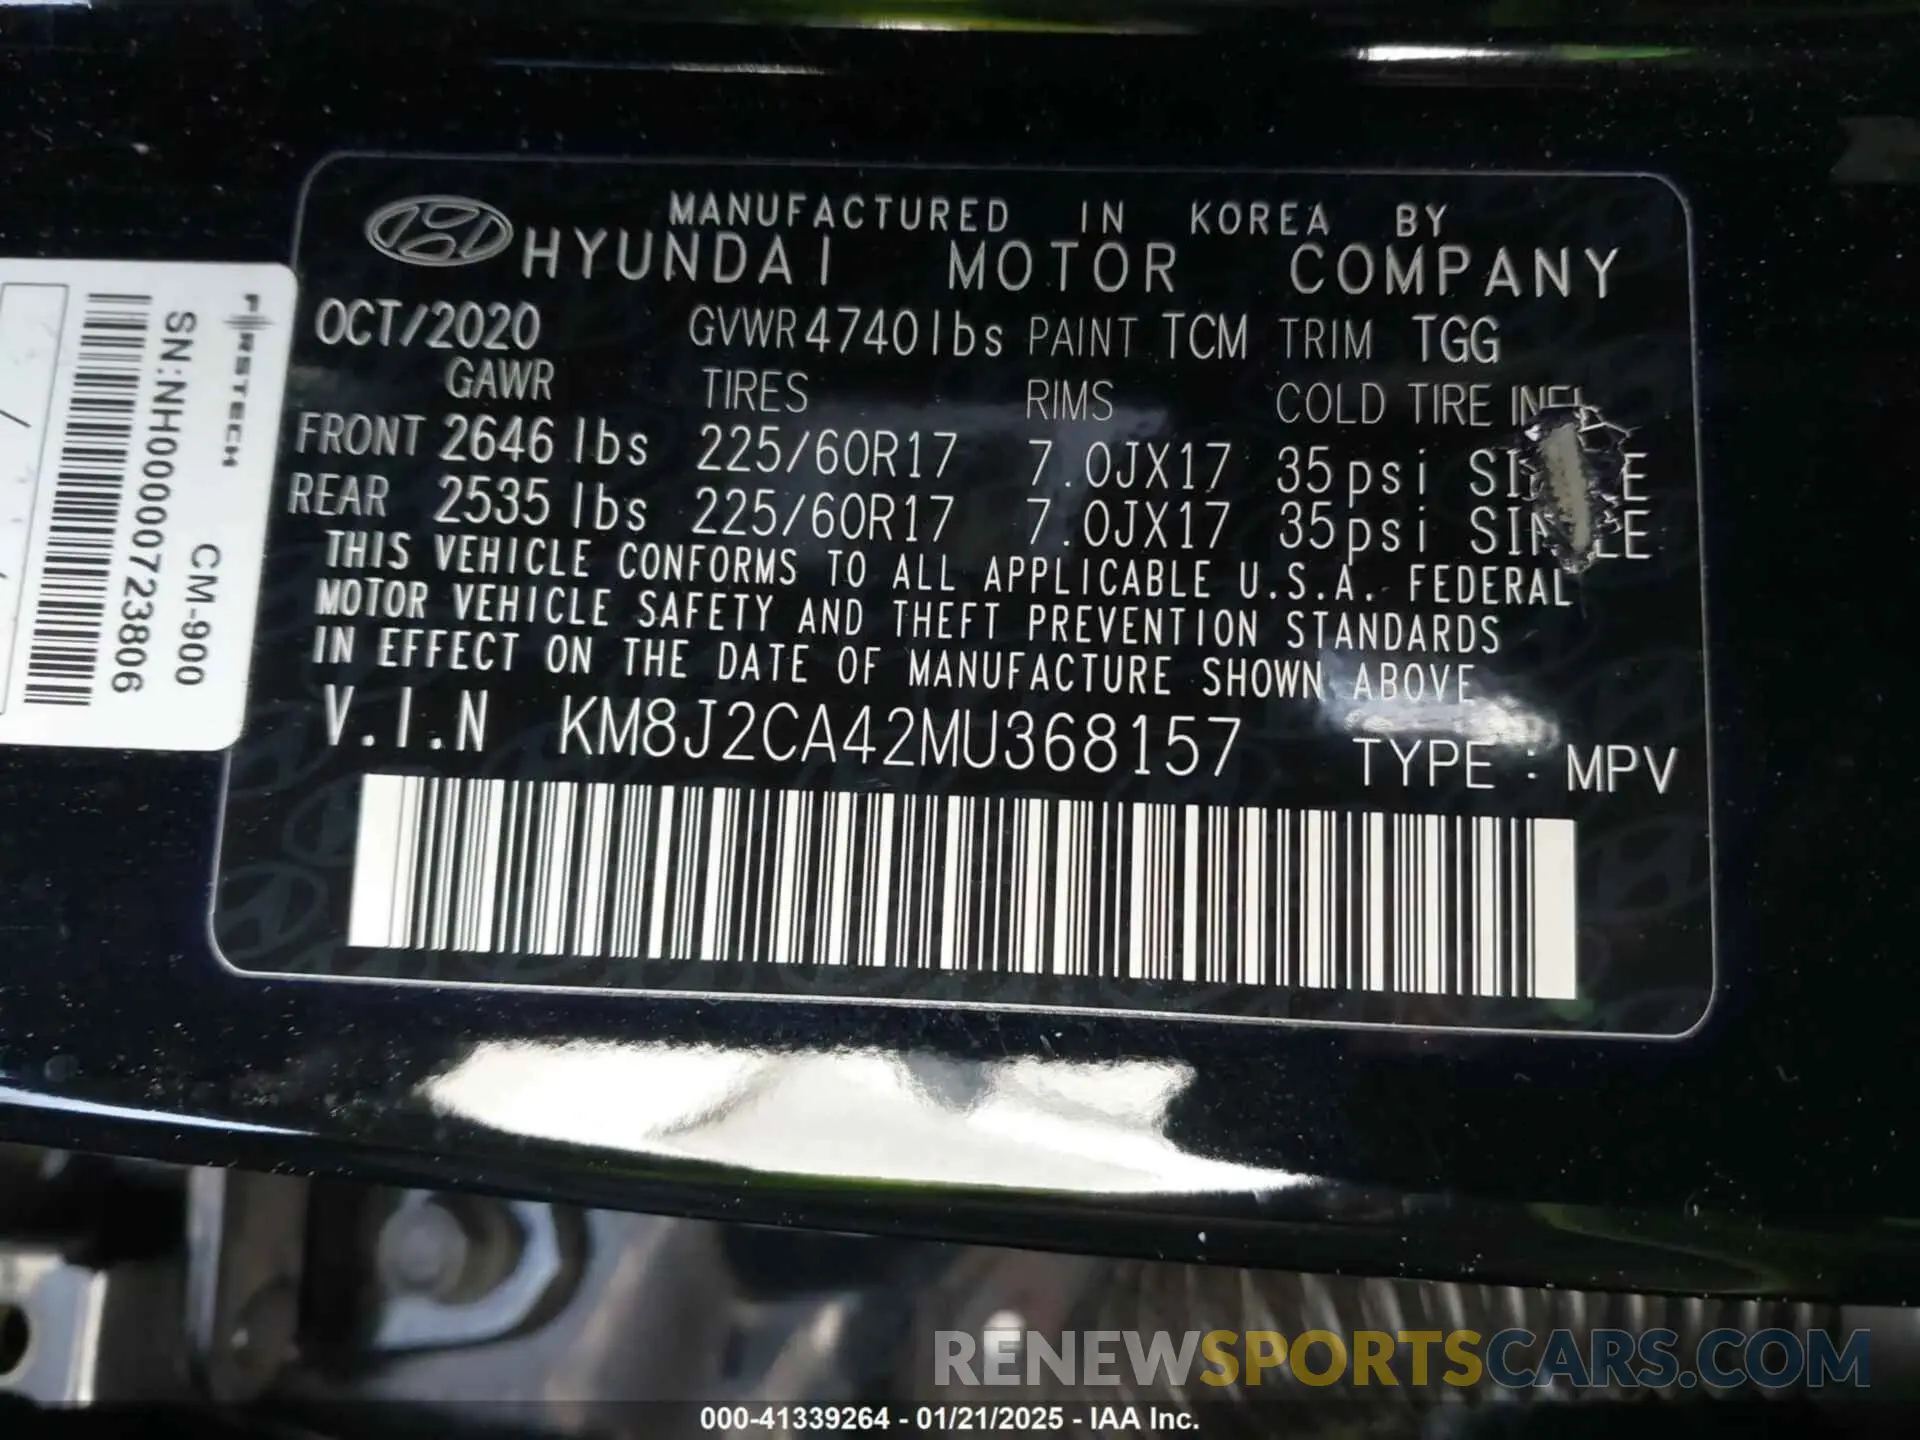 MANUFACTURED IN KOREA BY
HYUNDAI MOTOR COMPANY
OCT/2020 GVWR 4740 lbs PAINT TCM TRIM TGG
GAWR TIRES RIMS COLD TIRE INFL
FRONT 2646 lbs 225/60R17 7.0JX17 35psi
REAR 2535 lbs 225/60R17 7.0JX17 35psi
THIS VEHICLE CONFORMS TO ALL APPLICABLE U.S.A. FEDERAL
MOTOR VEHICLE SAFETY AND THEFT PREVENTION STANDARDS
IN EFFECT ON THE DATE OF MANUFACTURE SHOWN ABOVE
V.I.N KM8J2CA42MU368157 TYPE : MPV
FIRSTECH
CM-900
SN:NH00000723806
RENEWSPORTSCARS.COM
000-41339264 - 01/21/2025 - IAA Inc.